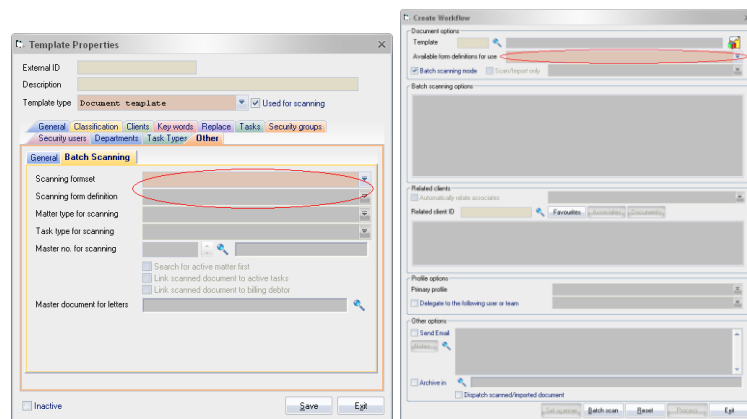 Template Properties
External ID
Description
Template type Document template Used for scanning
General Classification Clients Key words Replace Tasks Security groups
Security users Departments Task Types Other
General Batch Scanning
Scanning formset
Scanning form definition
Matter type for scanning
Task type for scanning
Master no. for scanning
Search for active matter first
Link scanned document to active tasks
Link scanned document to billing debtor
Master document for letters
Inactive Save Exit
Create Workflow
Document options
Template
Available form definitions for use
Batch scanning mode Scan/Import only
Batch scanning options
Related clients
Automatically relate associates
Related client ID Favourites Associates Documents
Profile options
Primary profile
Delegate to the following user or team
Other options
Send Email
Notes...
Archive in
Dispatch scanned/imported document
Set scanner Batch scan Reset Process Exit